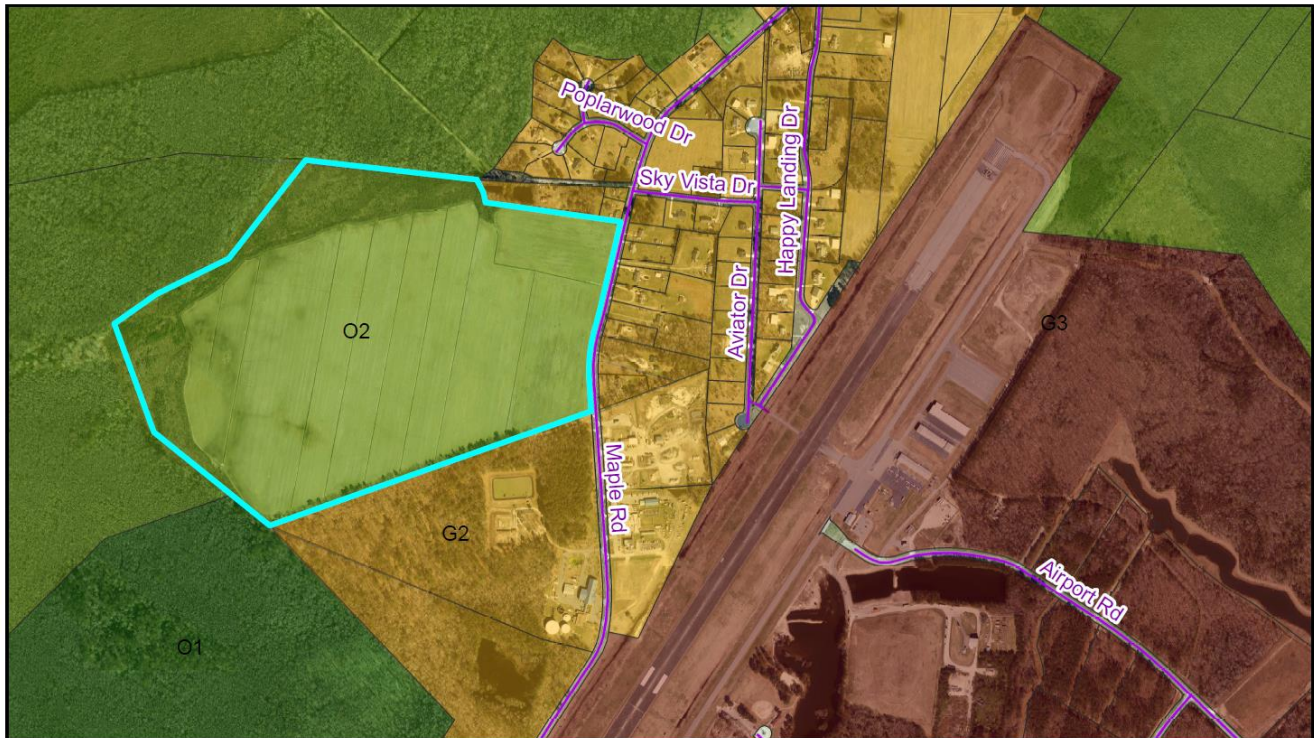 Poplarwood Dr
Sky Vista Dr
Happy Landing Dr
Aviator Dr
O2
G3
Maple Rd
G2
Airport Rd
O1